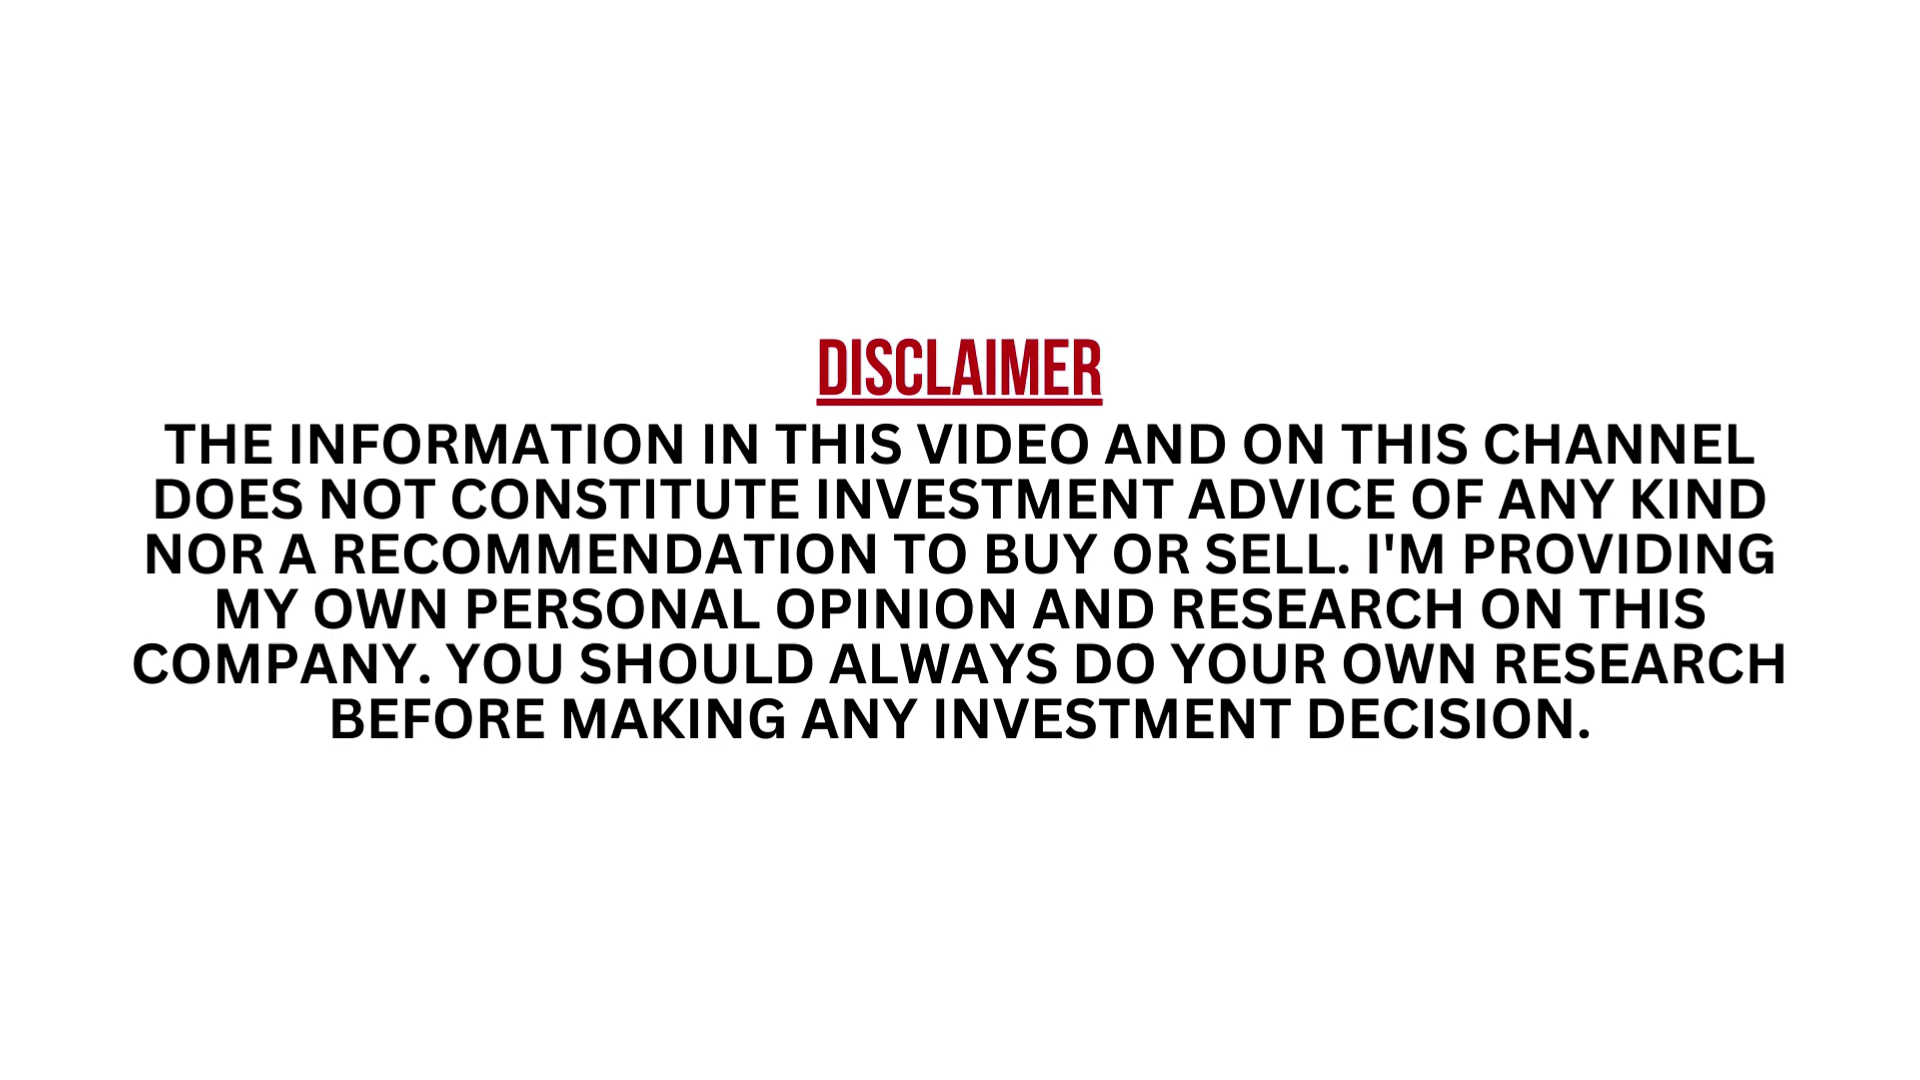 DISCLAIMER
THE INFORMATION IN THIS VIDEO AND ON THIS CHANNEL
DOES NOT CONSTITUTE INVESTMENT ADVICE OF ANY KIND
NOR A RECOMMENDATION TO BUY OR SELL. I'M PROVIDING
MY OWN PERSONAL OPINION AND RESEARCH ON THIS
COMPANY. YOU SHOULD ALWAYS DO YOUR OWN RESEARCH
BEFORE MAKING ANY INVESTMENT DECISION.